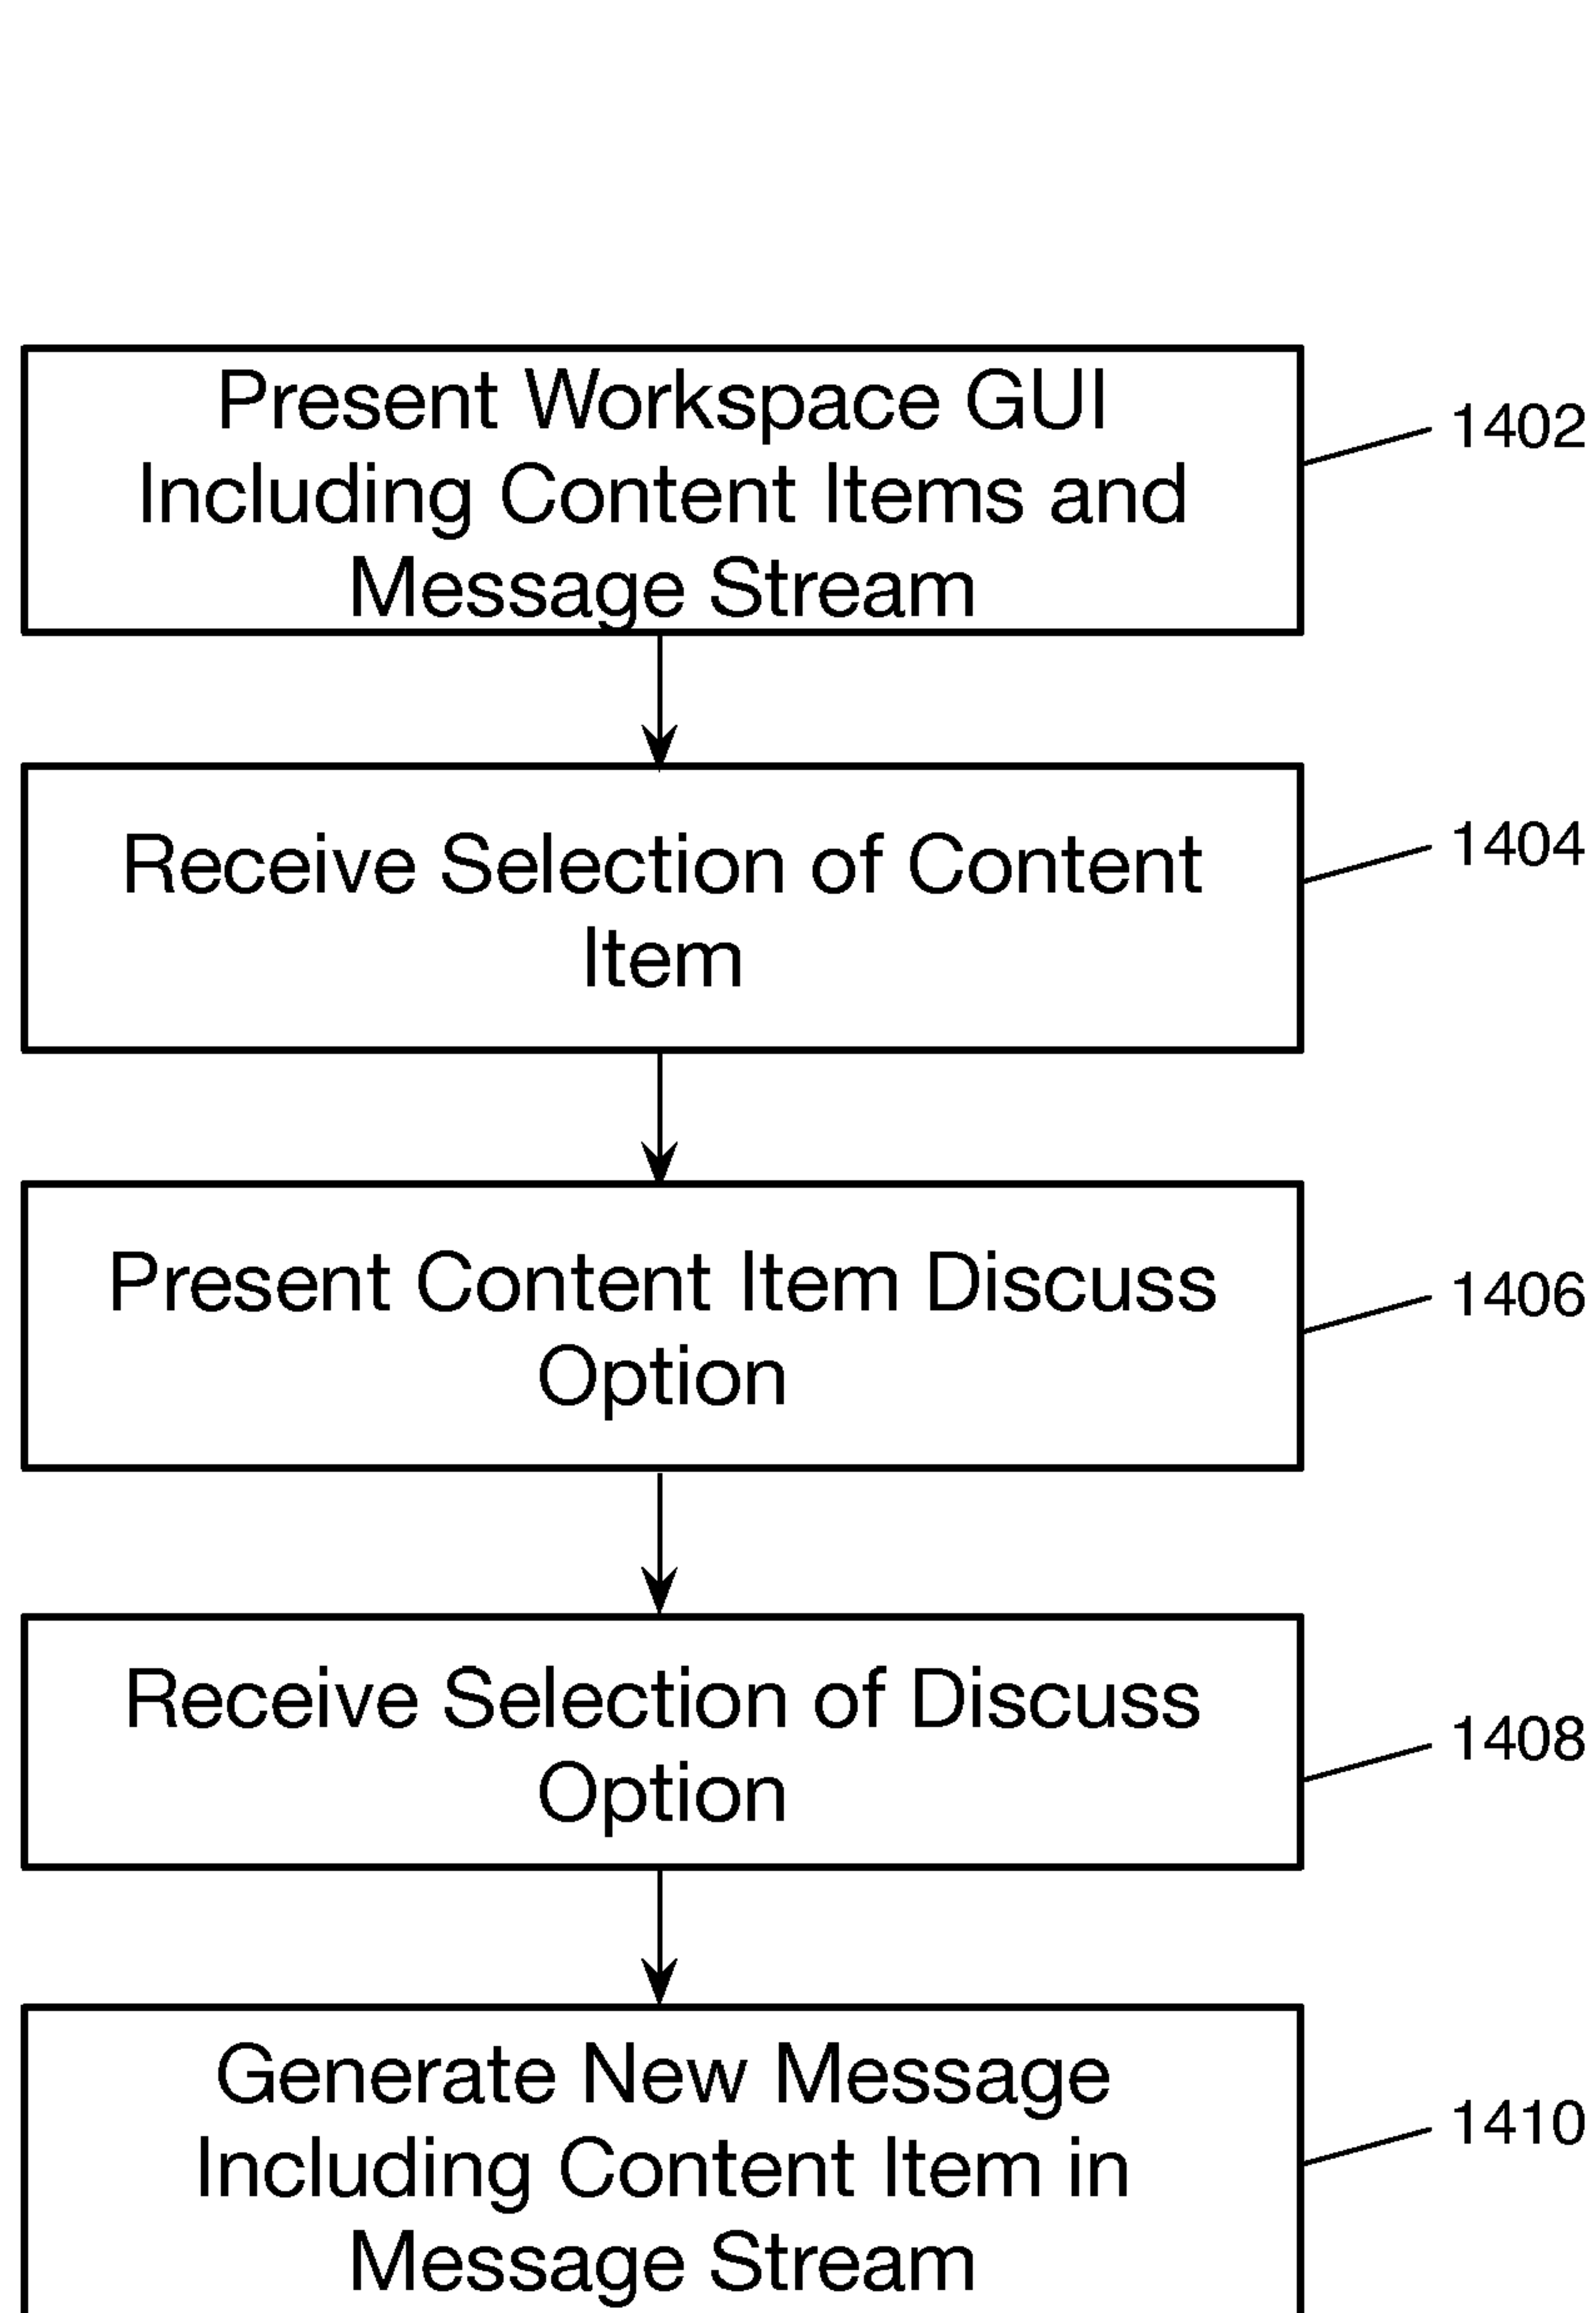 Present Workspace GUI
Including Content Items and
Message Stream
1402
Receive Selection of Content
Item
1404
Present Content Item Discuss
Option
1406
Receive Selection of Discuss
Option
1408
Generate New Message
Including Content Item in
Message Stream
1410